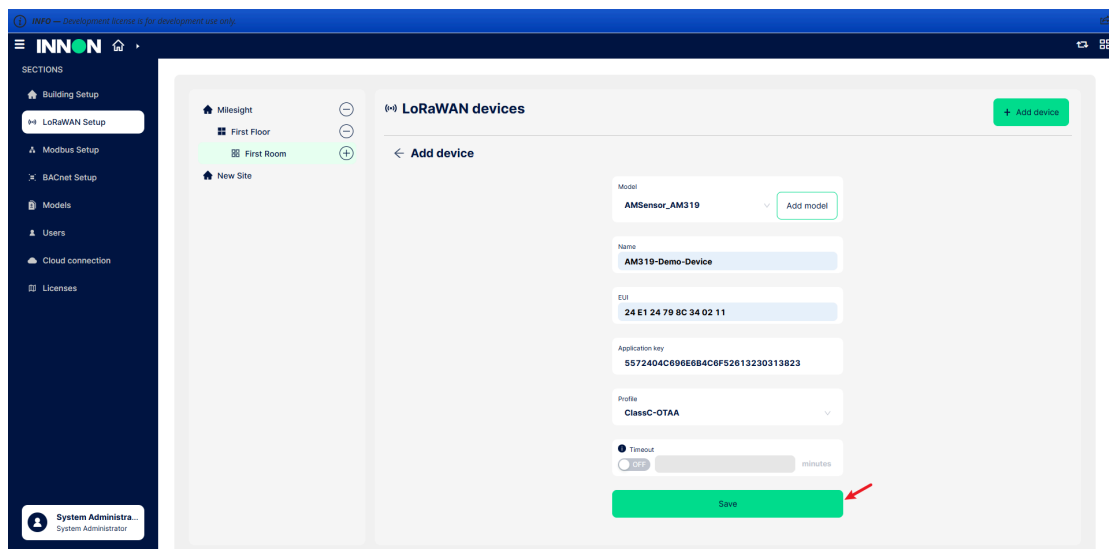 INFO — Development license is for development use only.
INNON
SECTIONS
Building Setup
LoRaWAN Setup
Modbus Setup
BACnet Setup
Models
Users
Cloud connection
Licenses
System Administra...
System Administrator
Milesight
First Floor
First Room
New Site
LoRaWAN devices
+ Add device
Add device
Model
AMSensor_AM319
Add model
Name
AM319-Demo-Device
EUI
24 E1 24 79 8C 34 02 11
Application key
5572404C696E6B4C6F52613230313823
Profile
ClassC-OTAA
Timeout
OFF
minutes
Save